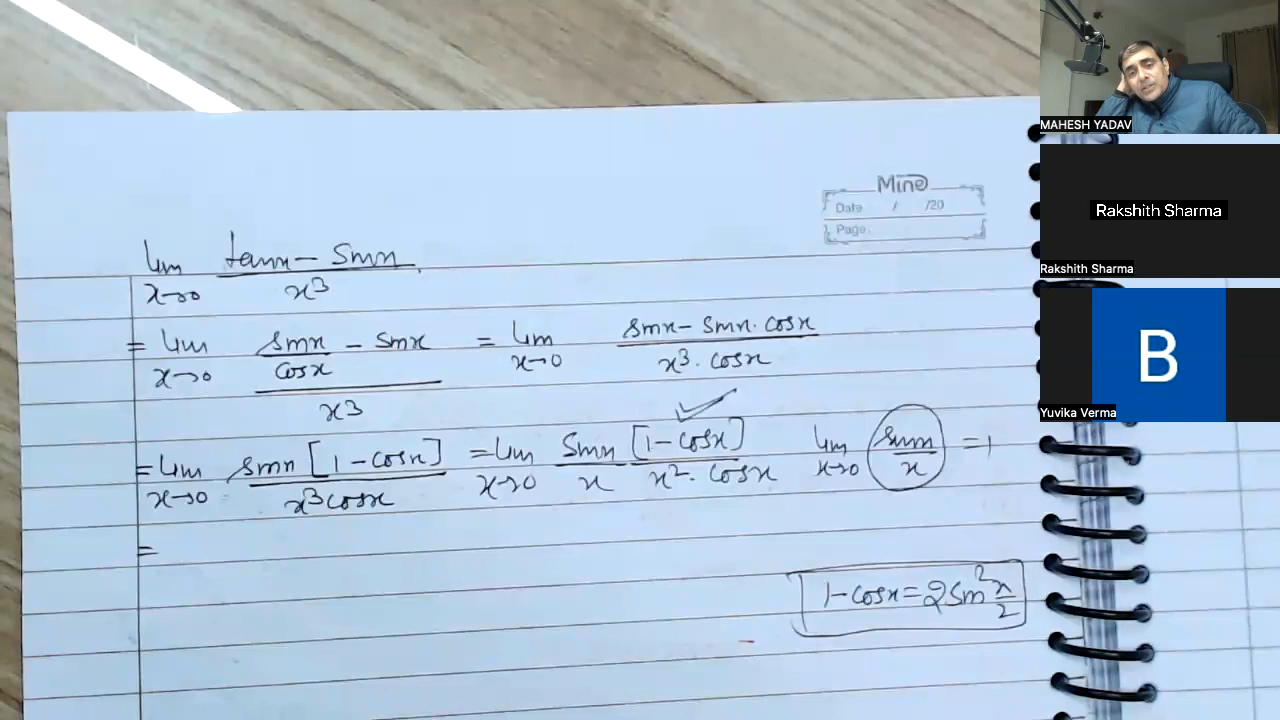 Mine
Date / /20
Page.
lim x→0 (tanx - sinx) / x³
= lim x→0 (sinx/cosx - sinx) / x³ = lim x→0 (sinx - sinx·cosx) / (x³·cosx)
= lim x→0 sinx [1-cosx] / (x³cosx) = lim x→0 sinx/x [1-cosx] / (x²·cosx) lim x→0 (sinx/x) = 1
=
1-cosx = 2sin² x/2
MAHESH YADAV
Rakshith Sharma
Rakshith Sharma
B
Yuvika Verma